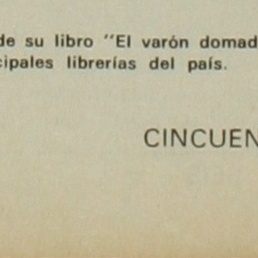 de su libro "El varón domad
cipales librerías del país.
CINCUEN